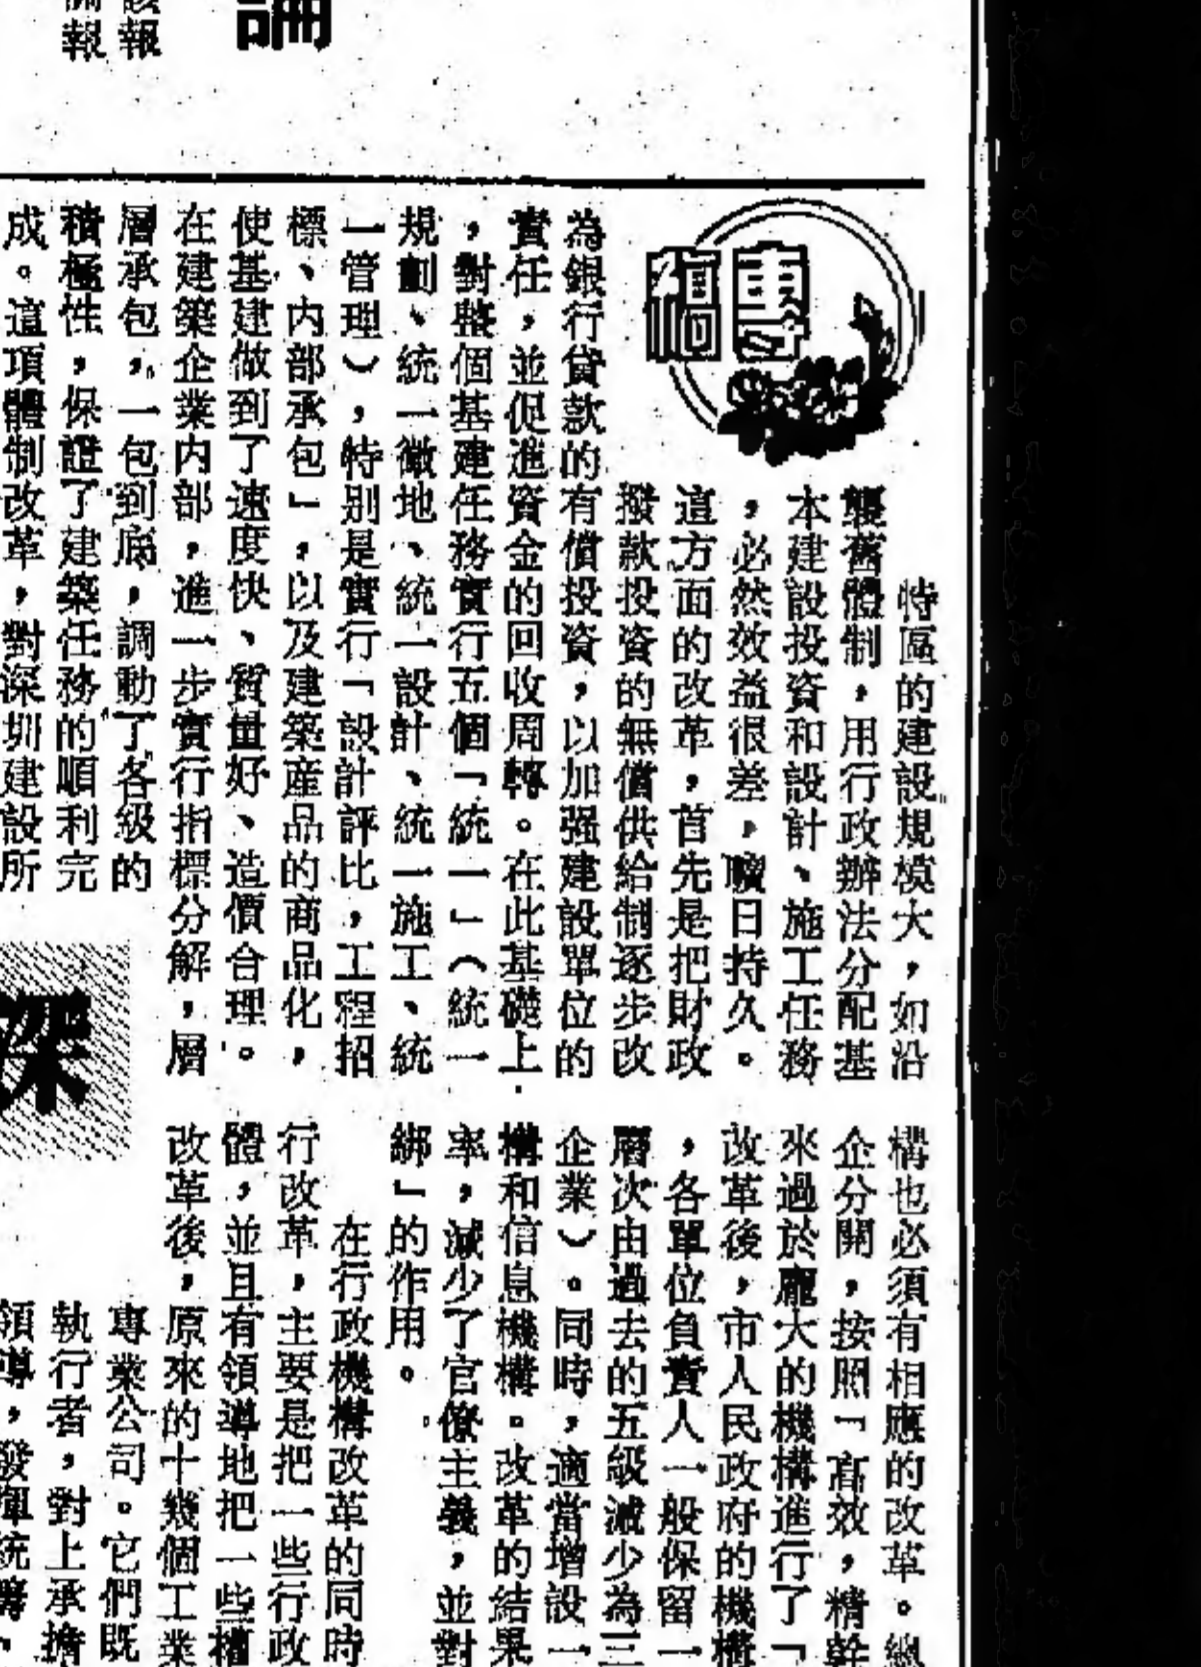 論
該報
報
專
稿
特區的建設規模大，如沿
襲舊體制，用行政辦法分配基
本建設投資和設計、施工任務
，必然效益很差，曠日持久。
這方面的改革，首先是把財政
撥款投資的無償供給制逐步改
為銀行貸款的有償投資，以加强建設單位的
責任，並促進資金的回收周轉。在此基礎上
，對整個基建任務實行五個「統一」（統一
規劃、統一徵地、統一設計、統一施工、統
一管理），特别是實行「設計評比，工程招
標、内部承包」，以及建築産品的商品化，
使基建做到了速度快、質量好、造價合理。
在建築企業内部，進一步實行指標分解，層
層承包，一包到底，調動了各級的
積極性，保證了建築任務的順利完
成。這項體制改革，對深圳建設所
深
構也必須有相應的改革。總
企分開，按照「高效，精幹
來過於龐大的機構進行了「
改革後，市人民政府的機構
，各單位負責人一般保留一
層次由過去的五級減少為三
企業）。同時，適當增設一
構和信息機構。改革的結果
率，減少了官僚主義，並對
綁」的作用。
在行政機構改革的同時
行改革，主要是把一些行政
體，並且有領導地把一些
改革後，原來的十幾個工業
專業公司。它們既
執行者，對上承擔
領導，發揮統籌、